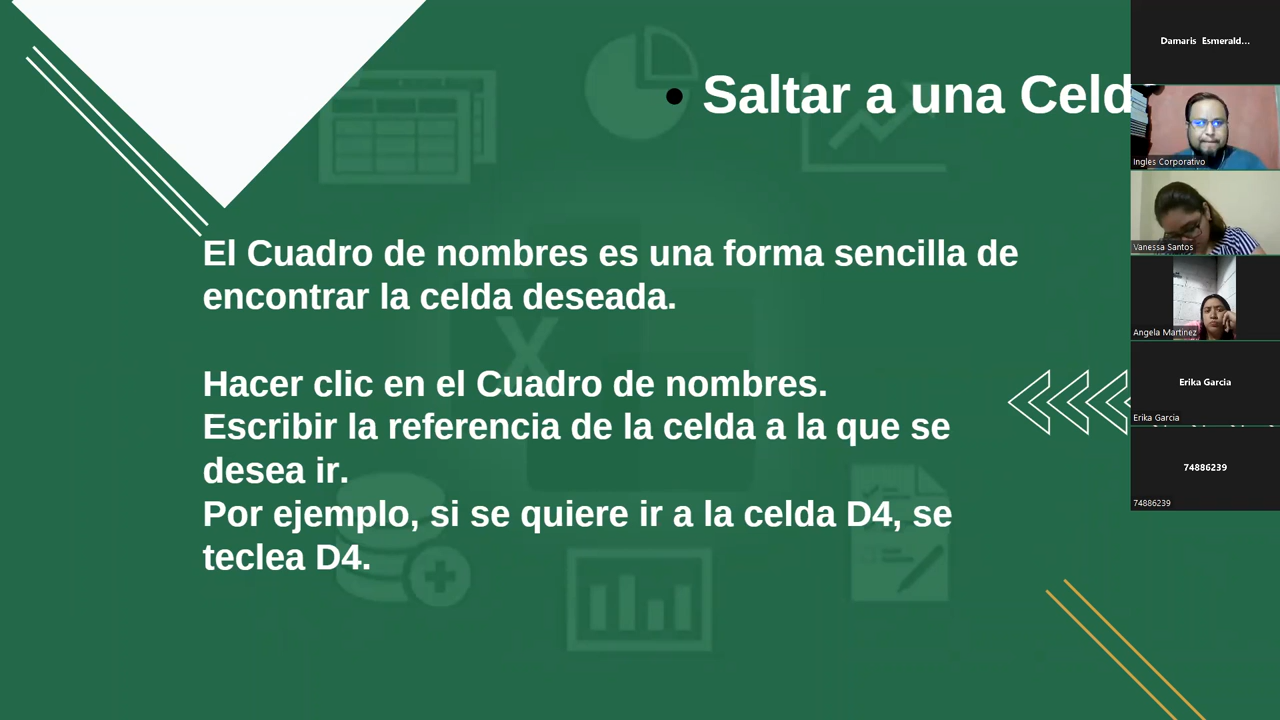 • Saltar a una Celd
El Cuadro de nombres es una forma sencilla de
encontrar la celda deseada.
Hacer clic en el Cuadro de nombres.
Escribir la referencia de la celda a la que se
desea ir.
Por ejemplo, si se quiere ir a la celda D4, se
teclea D4.
X
Damaris Esmerald...
Ingles Corporativo
Vanessa Santos
Angela Martinez
Erika Garcia
Erika Garcia
74886239
74886239